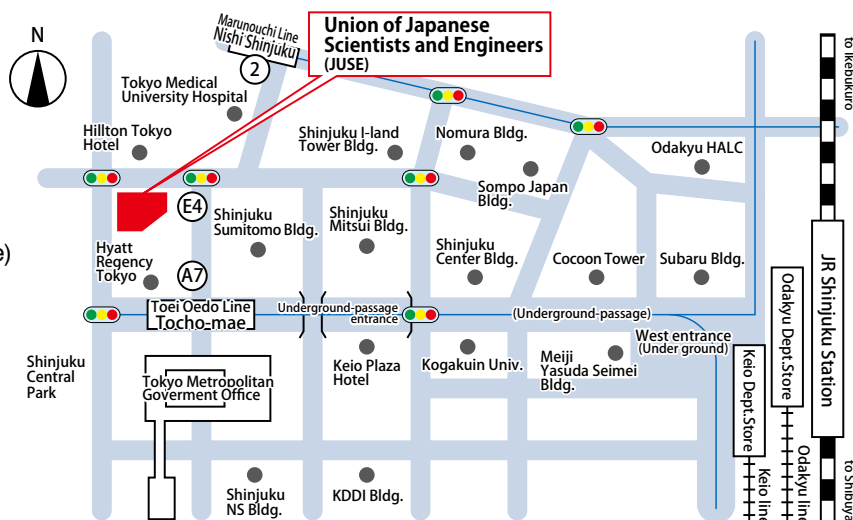 N
Marunouchi Line
Nishi Shinjuku
2
Union of Japanese
Scientists and Engineers
(JUSE)
to Ikebukuro
Tokyo Medical
University Hospital
Hillton Tokyo
Hotel
Shinjuku I-land
Tower Bldg.
Nomura Bldg.
Odakyu HALC
Sompo Japan
Bldg.
E4
Shinjuku
Sumitomo Bldg.
Shinjuku
Mitsui Bldg.
e)
Hyatt
Regency
Tokyo
A7
Shinjuku
Center Bldg.
Cocoon Tower
Subaru Bldg.
JR Shinjuku Station
Odakyu Dept.Store
Toei Oedo Line
Tocho-mae
Underground-passage
entrance
(Underground-passage)
West entrance
(Under ground)
Keio Dept.Store
Shinjuku
Central
Park
Tokyo Metropolitan
Goverment Office
Keio Plaza
Hotel
Kogakuin Univ.
Meiji
Yasuda Seimei
Bldg.
Shinjuku
NS Bldg.
KDDI Bldg.
Keio line
Odakyu line
to Shibuya